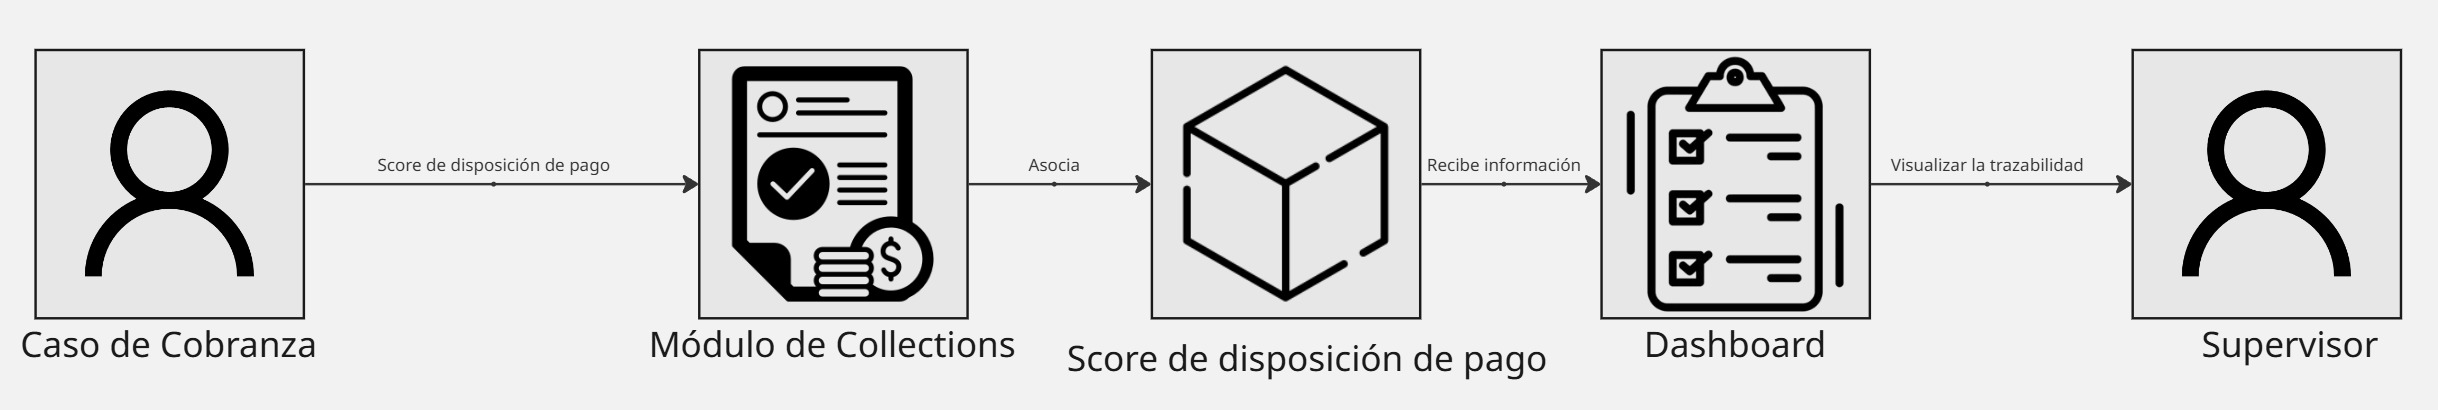 Score de disposición de pago
Asocia
Recibe información
Visualizar la trazabilidad
$
Caso de Cobranza
Módulo de Collections
Score de disposición de pago
Dashboard
Supervisor